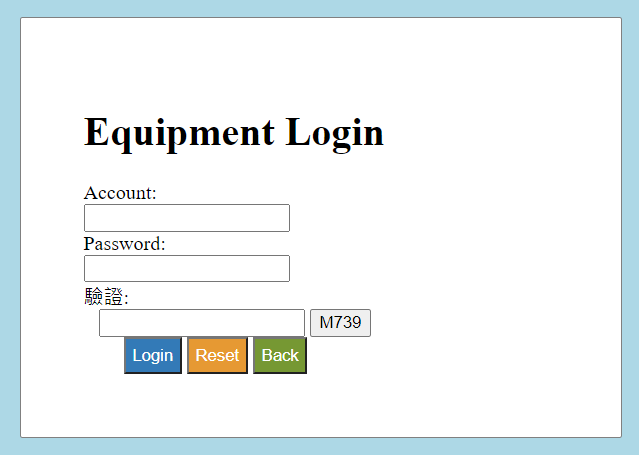 Equipment Login
Account:
Password:
驗證:
M739
Login Reset Back